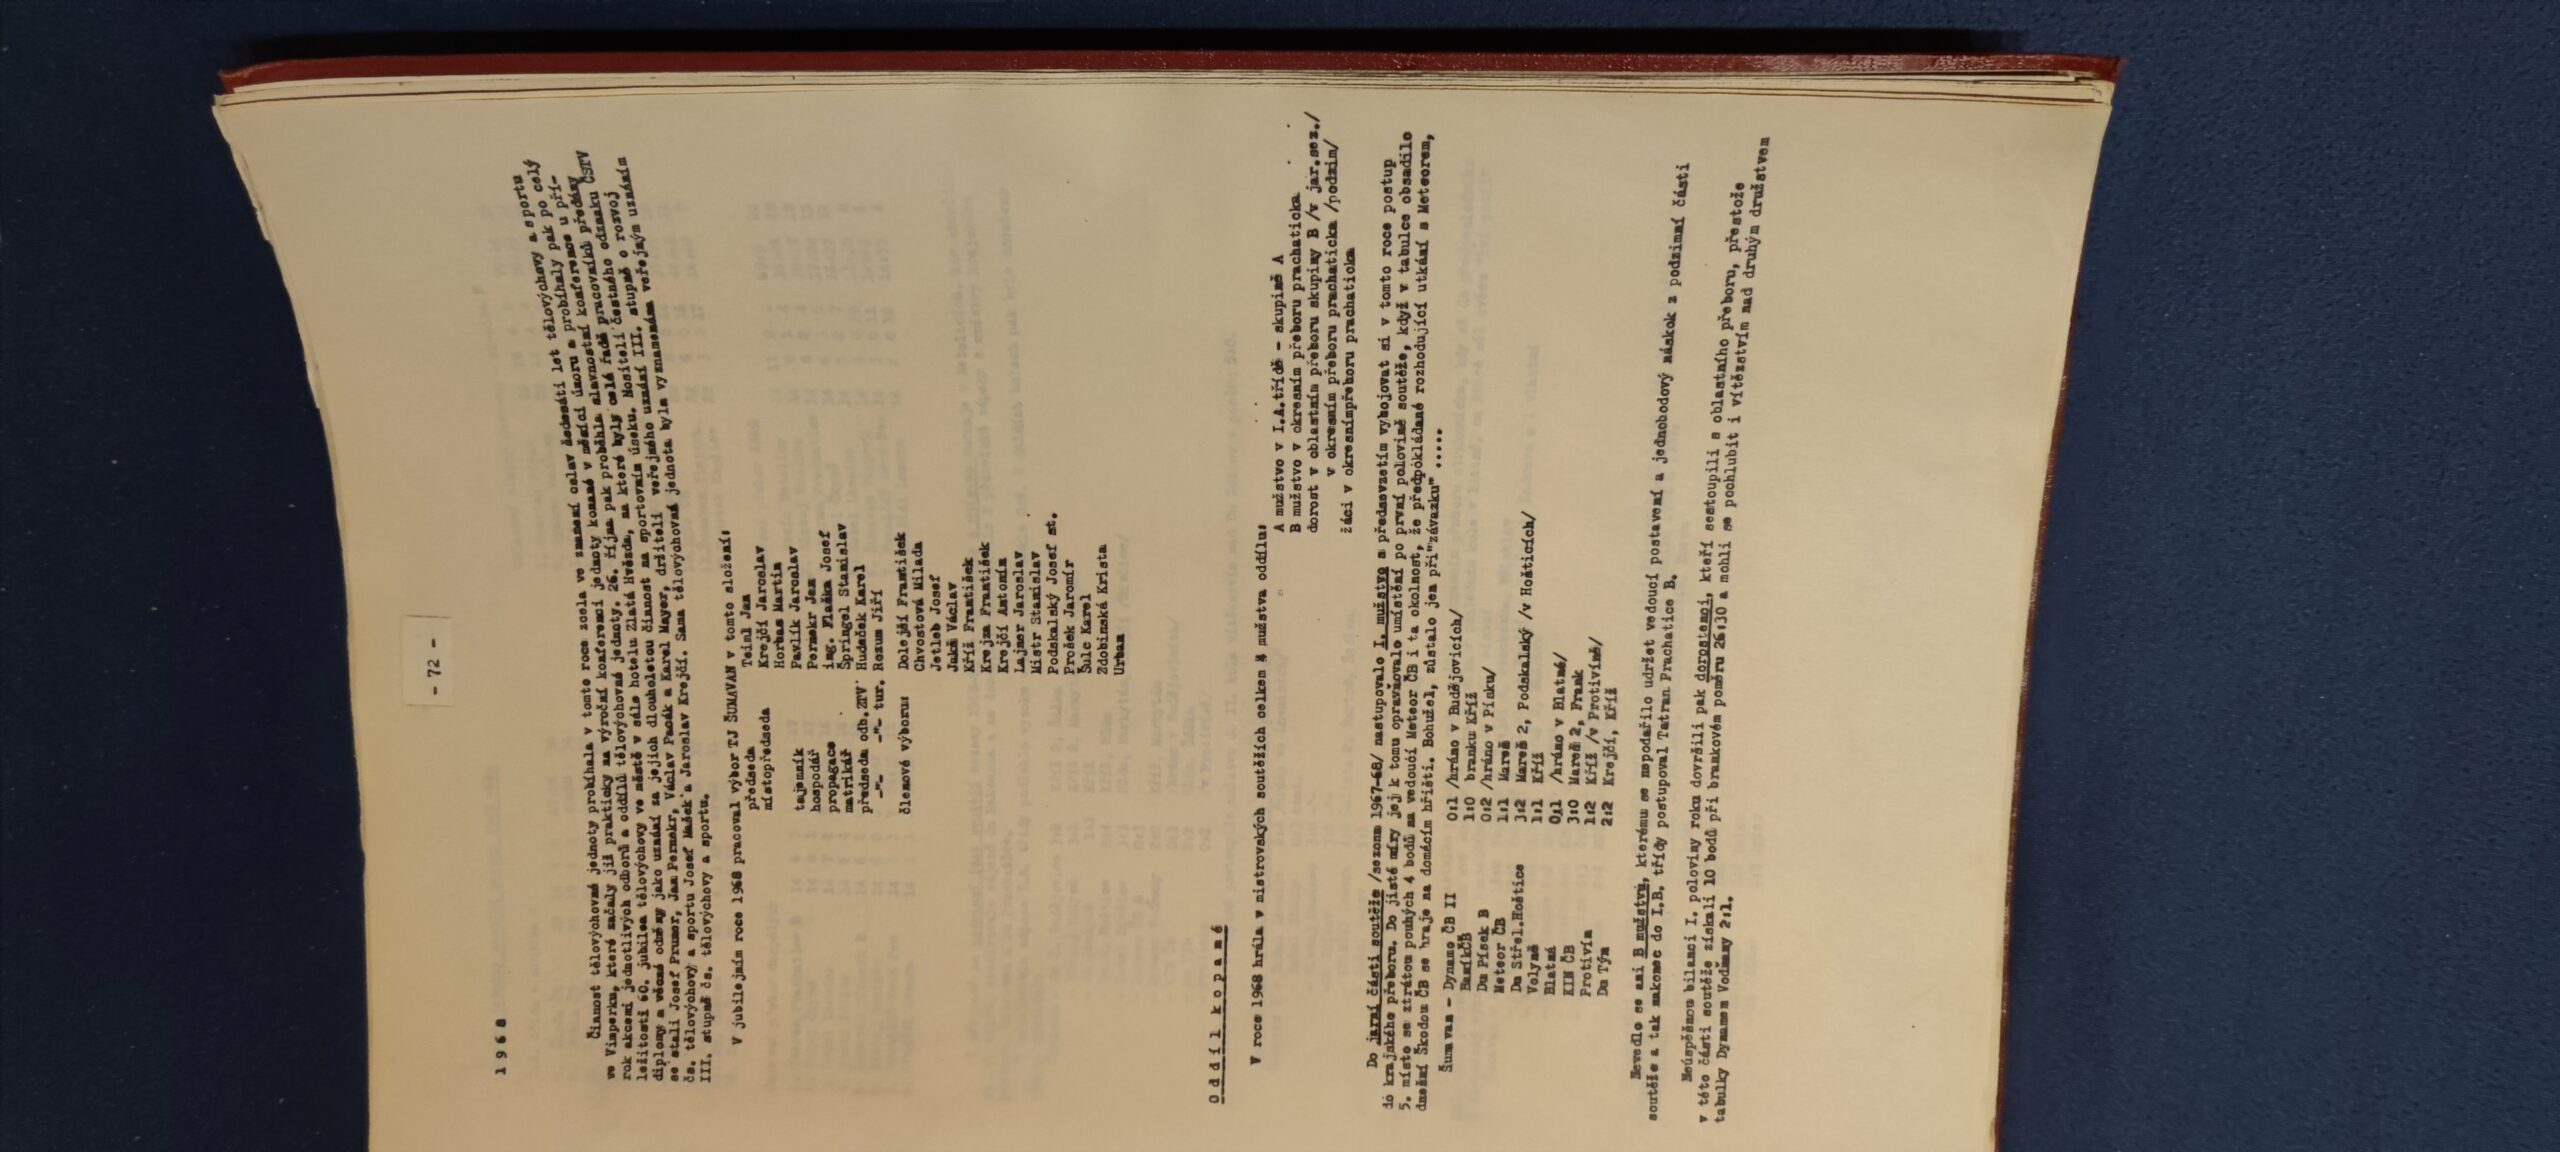 - 72 -
1 9 6 8
Činnost tělovýchovné jednoty probíhala v tomto roce zcela ve znamení oslav šedesáti let tělovýchovy a sportu
ve Vimperku, které začaly již prakticky na výroční konferenci jednoty konané v měsíci únoru a probíhaly pak po celý
rok akcemi jednotlivých odborů a oddílů tělovýchovné jednoty. 26. října pak proběhla slavnostní konference u pří-
ležitosti 60. jubilea tělovýchovy ve městě v sále hotelu Zlatá Hvězda, na které byly celé řadě pracovníků předány
diplomy a věcné odměny jako uznání za jejich dlouholetou činnost na sportovním úseku. Nositeli čestného odznaku ČSTV
se stali Josef Pruner, Jan Pernekr, Václav Pacák a Karel Mayer, držiteli veřejného uznání III. stupně o rozvoj
čs. tělovýchovy a sportu Josef Mašek a Jaroslav Krejčí. Sama tělovýchovná jednota byla vyznamenána veřejným uznáním
III. stupně čs. tělovýchovy a sportu.
V jubilejním roce 1968 pracoval výbor TJ ŠUMAVAN v tomto složení:
předseda Teinl Jan
místopředseda Krejčí Jaroslav
Horbas Martin
tajemník Pavlík Jaroslav
hospodář Pernekr Jan
propagace ing. Flaška Josef
matrikář Špringel Stanislav
předseda odb. ZTV Hudeček Karel
-"- -"- tur. Rozum Jiří
členové výboru: Dolejší František
Chvostová Milada
Jetleb Josef
Jakš Václav
Kříž František
Krejza František
Krejčí Antonín
Lajner Jaroslav
Mistr Stanislav
Podskalský Josef st.
Prošek Jaromír
Šulc Karel
Zdobinská Krista
Urban
O d d í l  k o p a n é
V roce 1968 hrála v mistrovských soutěžích celkem 4 mužstva oddílu:
A mužstvo v I.A.třídě - skupině A
B mužstvo v okresním přeboru prachaticka
dorost v oblastním přeboru skupiny B /v jar.sez./
v okresním přeboru prachaticka /podzim/
žáci v okresnímpřeboru prachaticka
Do jarní části soutěže /sezona 1967-68/ nastupovalo I. mužstvo s předsevzetím vybojovat si v tomto roce postup
do krajského přeboru. Do jisté míry jej k tomu opravňovalo umístění po první polovině soutěže, když v tabulce obsadilo
5. místo se ztrátou pouhých 4 bodů na vedoucí Meteor ČB i ta okolnost, že předpokládané rozhodující utkání s Meteorem,
dnešní Škodou ČB se hraje na domácím hřišti. Bohužel, zůstalo jen při"závazku".....
Šumavan - Dynamo ČB II 0:1 /hráno v Budějovicích/
BaníkČB 1:0 branku Kříž
Du Písek B 0:2 /hráno v Písku/
Meteor ČB 1:1 Mareš
Du Střel.Hoštice 3:2 Mareš 2, Podskalský /v Hošticích/
Volyně 1:1 Kříž
Blatná 0:1 /hráno v Blatné/
KIN ČB 3:0 Mareš 2, Frank
Protivín 1:2 Kříž /v Protivíně/
Du Týn 2:2 Krejčí, Kříž
Nevedlo se ani B mužstvu, kterému se nepodařilo udržet vedoucí postavení a jednobodový náskok z podzimní části
soutěže a tak nakonec do I.B. třídy postupoval Tatran Prachatice B.
Neúspěšnou bilanci I. poloviny roku dovršili pak dorostenci, kteří sestoupili s oblastního přeboru, přestože
v této části soutěže získali 10 bodů při brankovém poměru 26:30 a mohli se pochlubit i vítězstvím nad druhým družstvem
tabulky Dynamem Vodňany 2:1.